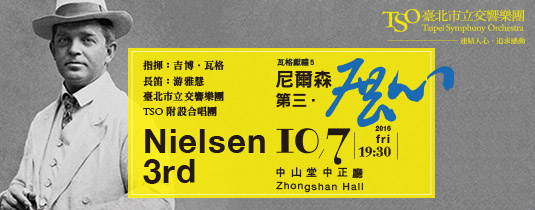 TSO 臺北市立交響樂團
Taipei Symphony Orchestra
連結人心・追求感動
指揮：吉博・瓦格
長笛：游雅慧
臺北市立交響樂團
TSO 附設合唱團
瓦格獻禮5
尼爾森
第三・
Nielsen
3rd
10/7
2016
fri
19:30
中山堂中正廳
Zhongshan Hall